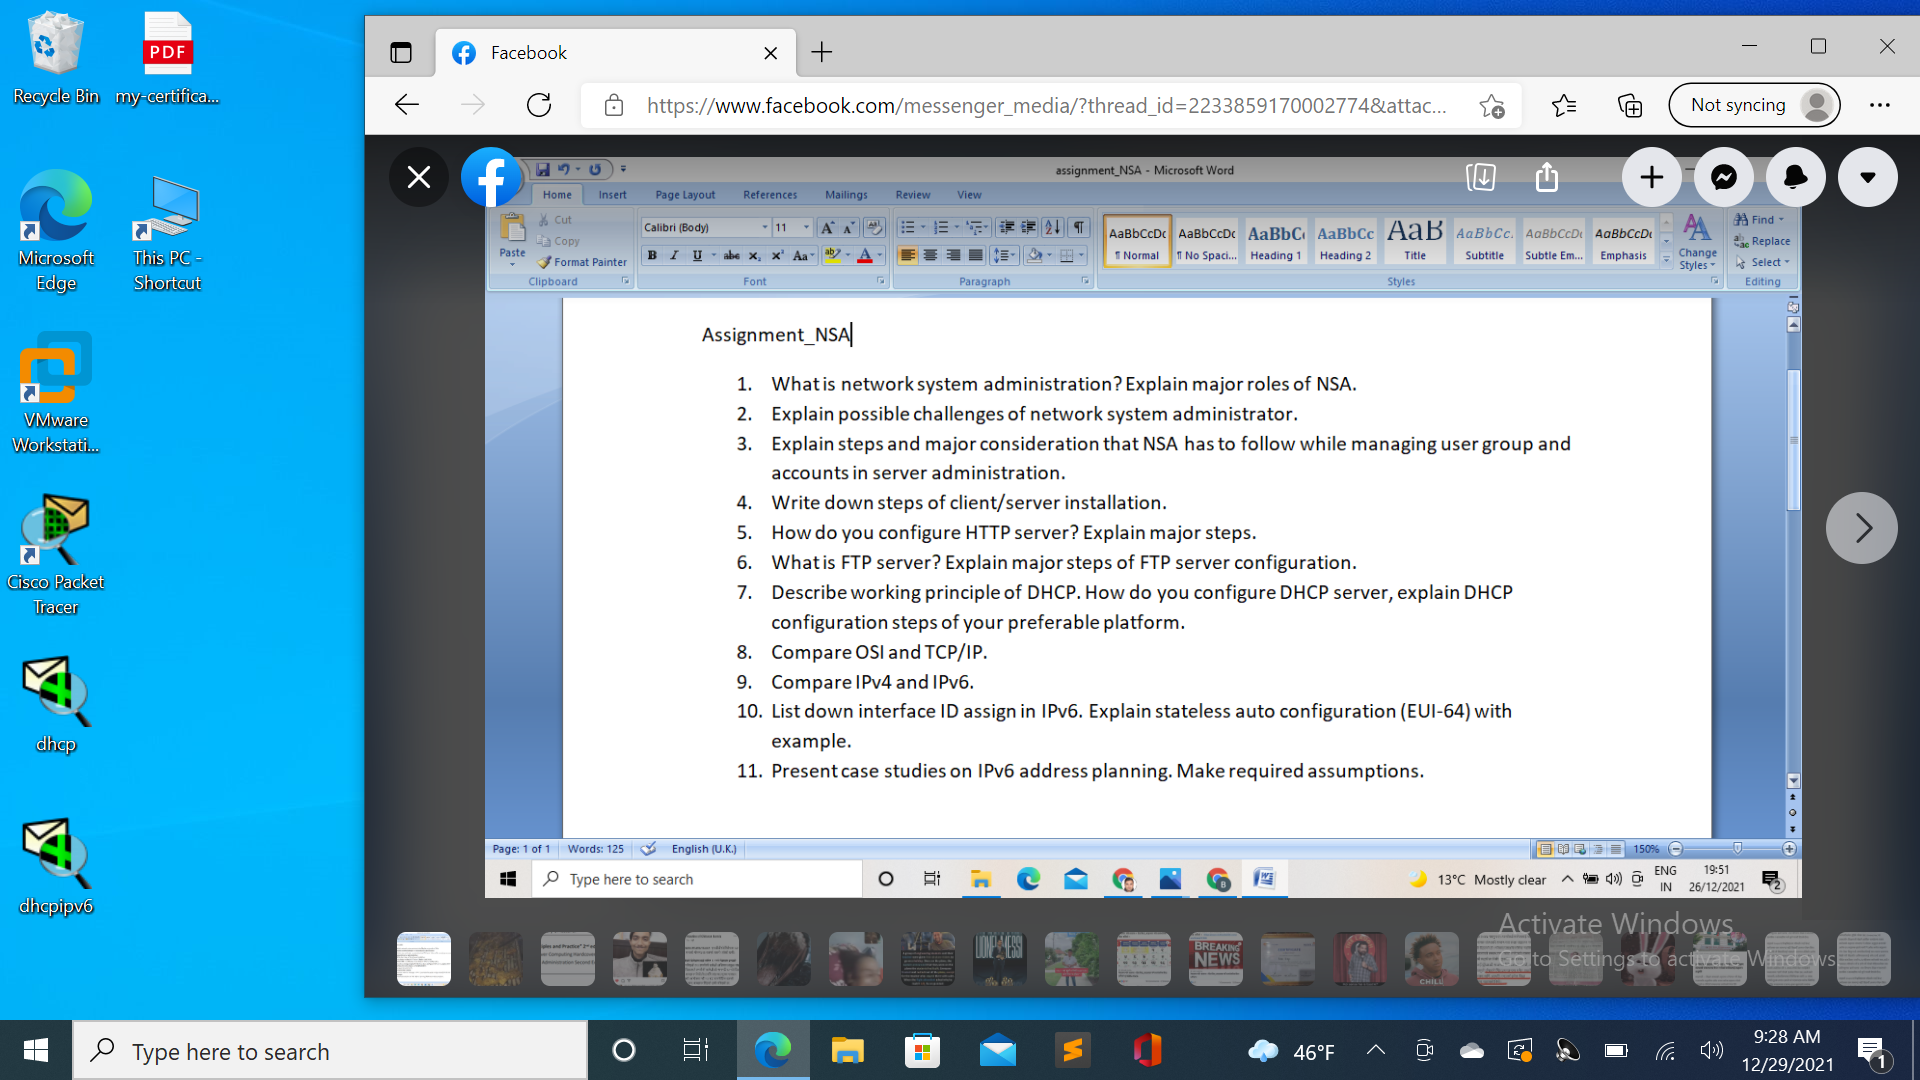 Recycle Bin
my-certifica...
Microsoft Edge
This PC - Shortcut
VMware Workstati...
Cisco Packet Tracer
dhcp
dhcpipv6
Facebook
https://www.facebook.com/messenger_media/?thread_id=2233859170002774&attac...
Not syncing
assignment_NSA - Microsoft Word
Home Insert Page Layout References Mailings Review View
Paste
Cut
Copy
Format Painter
Clipboard
Calibri (Body) 11
Font
Paragraph
AaBbCcDc AaBbCcDc AaBbC AaBbCc AaB AaBbCc. AaBbCcDc AaBbCcDc
¶ Normal ¶ No Spaci... Heading 1 Heading 2 Title Subtitle Subtle Em... Emphasis
Change Styles
Styles
Find
Replace
Select
Editing
Assignment_NSA
1. What is network system administration? Explain major roles of NSA.
2. Explain possible challenges of network system administrator.
3. Explain steps and major consideration that NSA has to follow while managing user group and
accounts in server administration.
4. Write down steps of client/server installation.
5. How do you configure HTTP server? Explain major steps.
6. What is FTP server? Explain major steps of FTP server configuration.
7. Describe working principle of DHCP. How do you configure DHCP server, explain DHCP
configuration steps of your preferable platform.
8. Compare OSI and TCP/IP.
9. Compare IPv4 and IPv6.
10. List down interface ID assign in IPv6. Explain stateless auto configuration (EUI-64) with
example.
11. Present case studies on IPv6 address planning. Make required assumptions.
Page: 1 of 1 Words: 125 English (U.K.) 150%
Type here to search
13°C Mostly clear
ENG
IN
19:51
26/12/2021
2
Activate Windows
Go to Settings to activate Windows.
BREAKING NEWS
CHILL
Type here to search
46°F
9:28 AM
12/29/2021
1